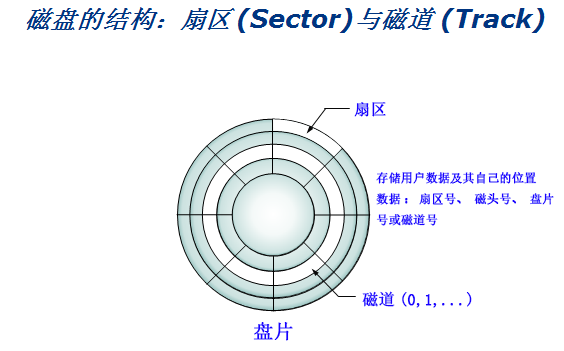 磁盘的结构：扇区(Sector)与磁道(Track)
扇区
存储用户数据及其自己的位置
数据：扇区号、磁头号、盘片
号或磁道号
磁道(0,1,...)
盘片